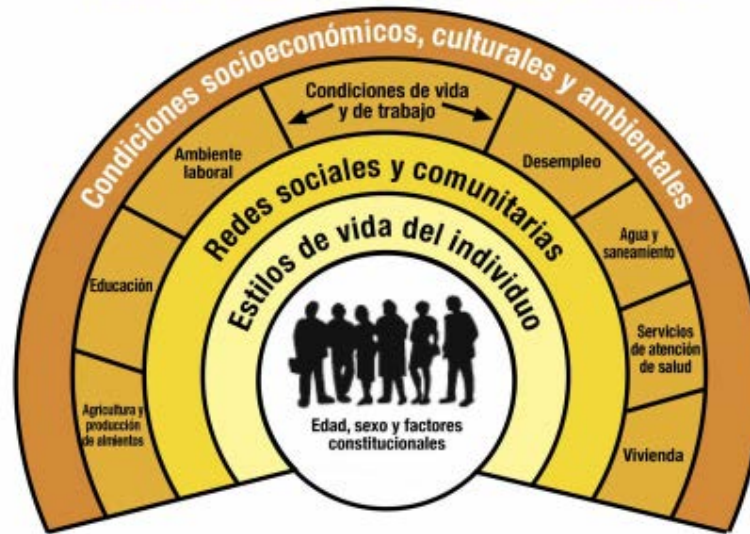 Condiciones socioeconómicos, culturales y ambientales
Condiciones de vida
y de trabajo
Ambiente
laboral
Desempleo
Redes sociales y comunitarias
Agua y
saneamiento
Estilos de vida del individuo
Educación
Servicios
de atención
de salud
Agricultura y
producción
de almientos
Edad, sexo y factores
constitucionales
Vivienda